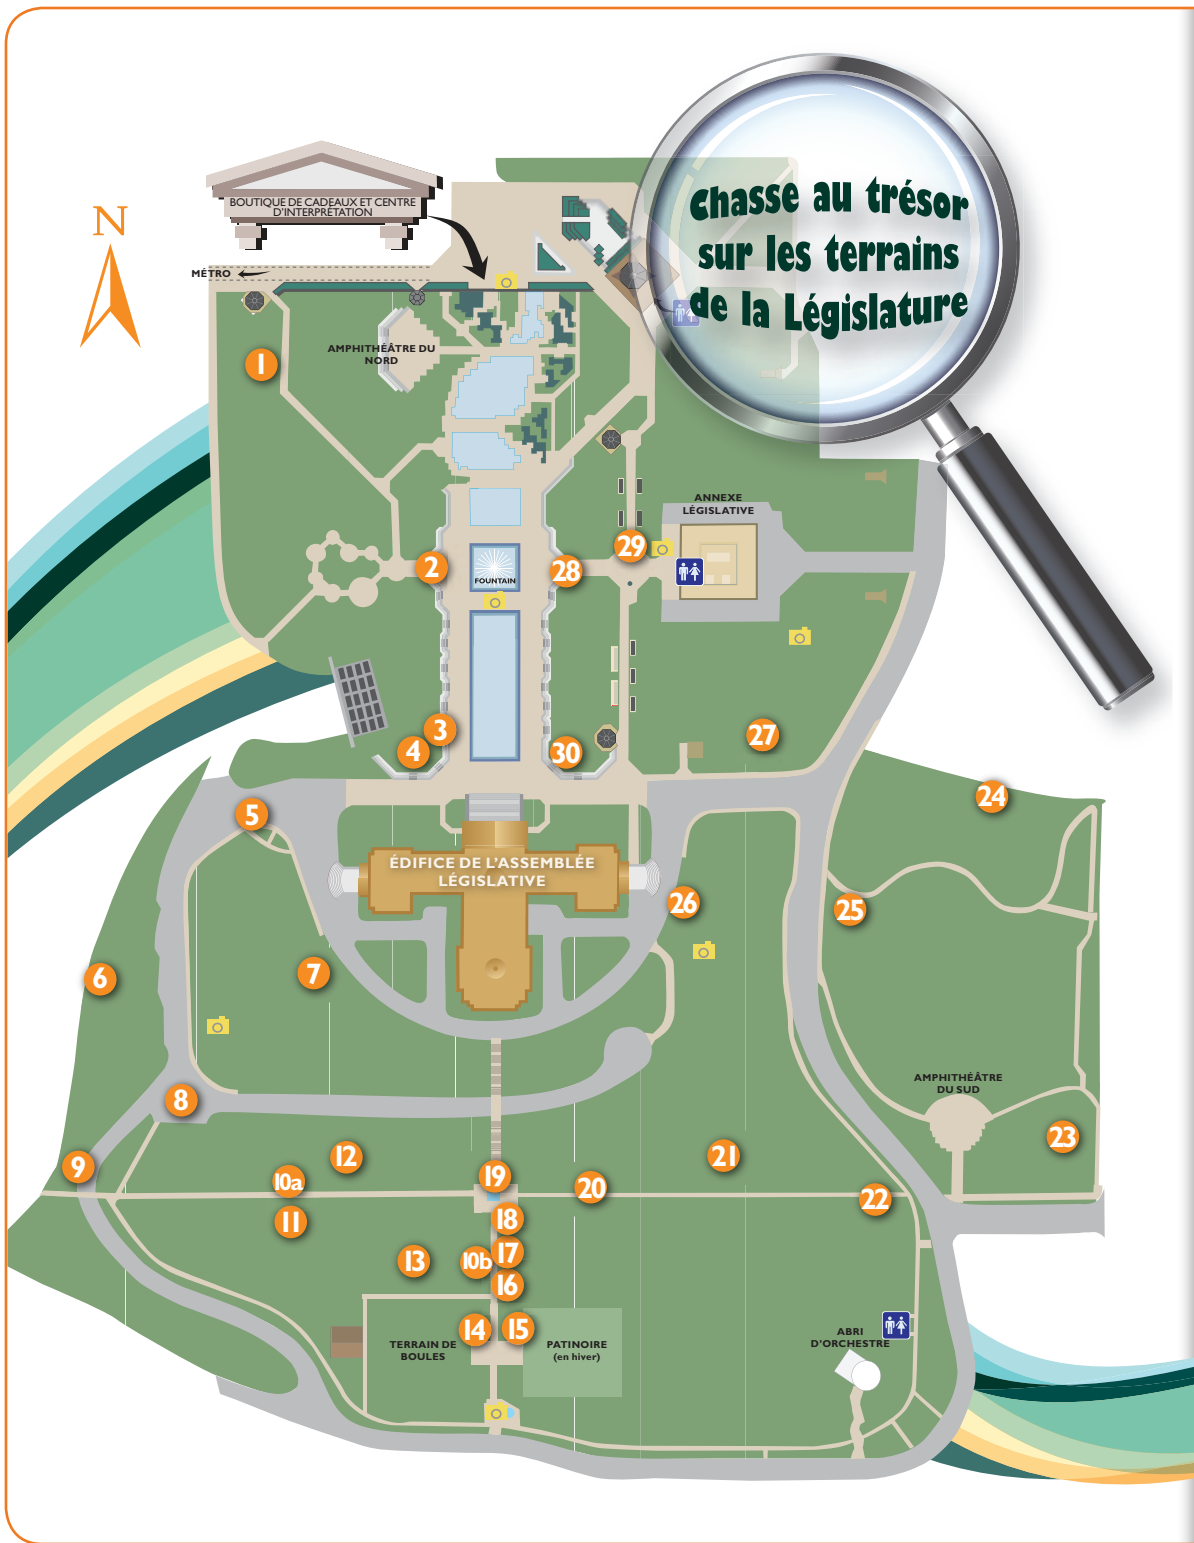 Chasse au trésor
sur les terrains
de la Législature
BOUTIQUE DE CADEAUX ET CENTRE
D'INTERPRÉTATION
N
MÉTRO
1
AMPHITHÉÂTRE DU
NORD
ANNEXE
LÉGISLATIVE
29
2
FOUNTAIN
28
3
4
30
27
5
24
ÉDIFICE DE L'ASSEMBLÉE
LÉGISLATIVE
26
25
6
7
AMPHITHÉÂTRE
DU SUD
8
23
9
12
21
10a
19
20
22
11
18
13
10b
17
16
14
15
TERRAIN DE
BOULES
PATINOIRE
(en hiver)
ABRI
D'ORCHESTRE